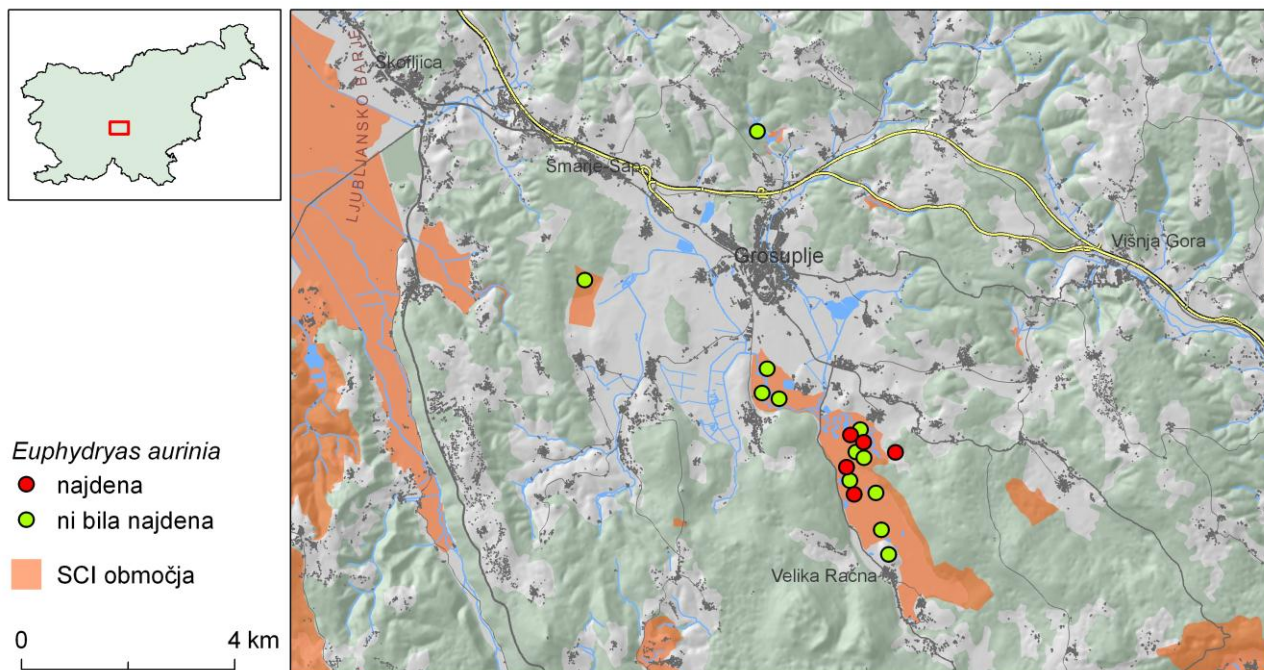 Škofljica
LJUBLJANSKO BARJE
Šmarje-Sap
Grosuplje
Višnja Gora
Velika Račna
Euphydryas aurinia
najdena
ni bila najdena
SCI območja
0 4 km